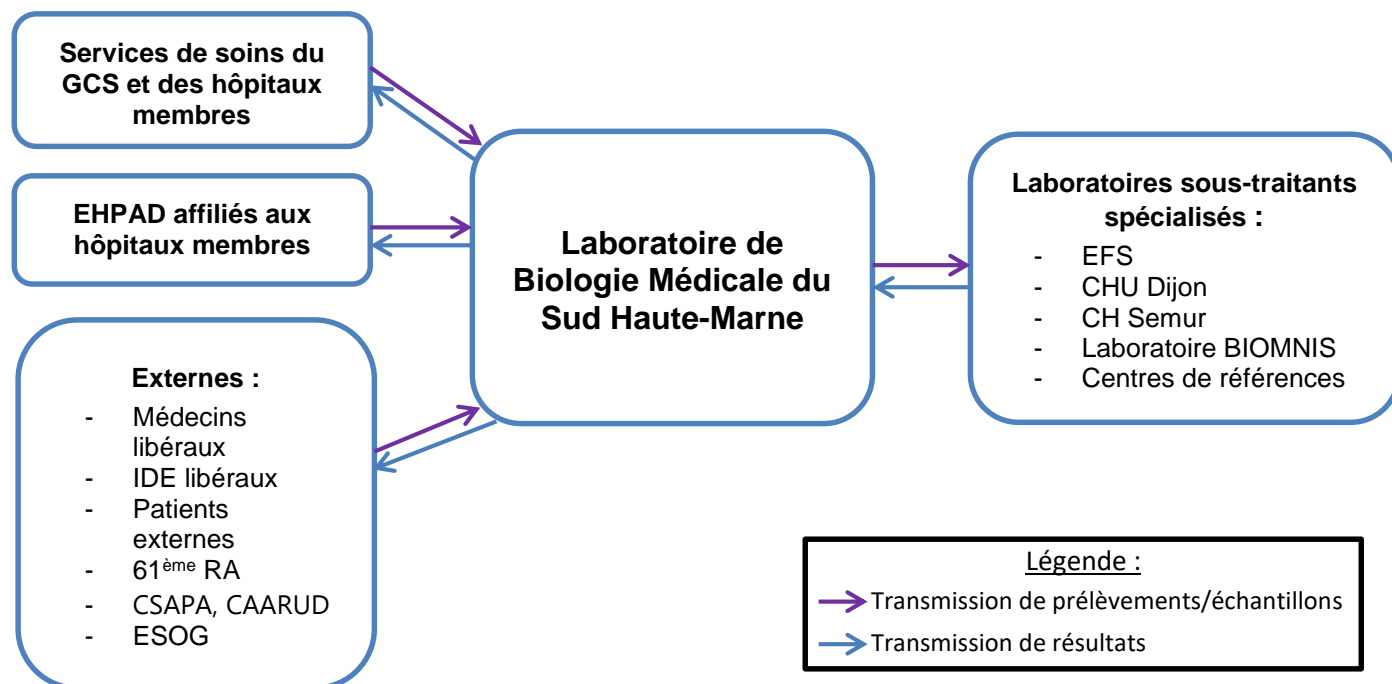 Services de soins du
GCS et des hôpitaux
membres
EHPAD affiliés aux
hôpitaux membres
Externes :
- Médecins
libéraux
- IDE libéraux
- Patients
externes
- 61ème RA
- CSAPA, CAARUD
- ESOG
Laboratoire de
Biologie Médicale du
Sud Haute-Marne
Laboratoires sous-traitants
spécialisés :
- EFS
- CHU Dijon
- CH Semur
- Laboratoire BIOMNIS
- Centres de références
Légende :
Transmission de prélèvements/échantillons
Transmission de résultats